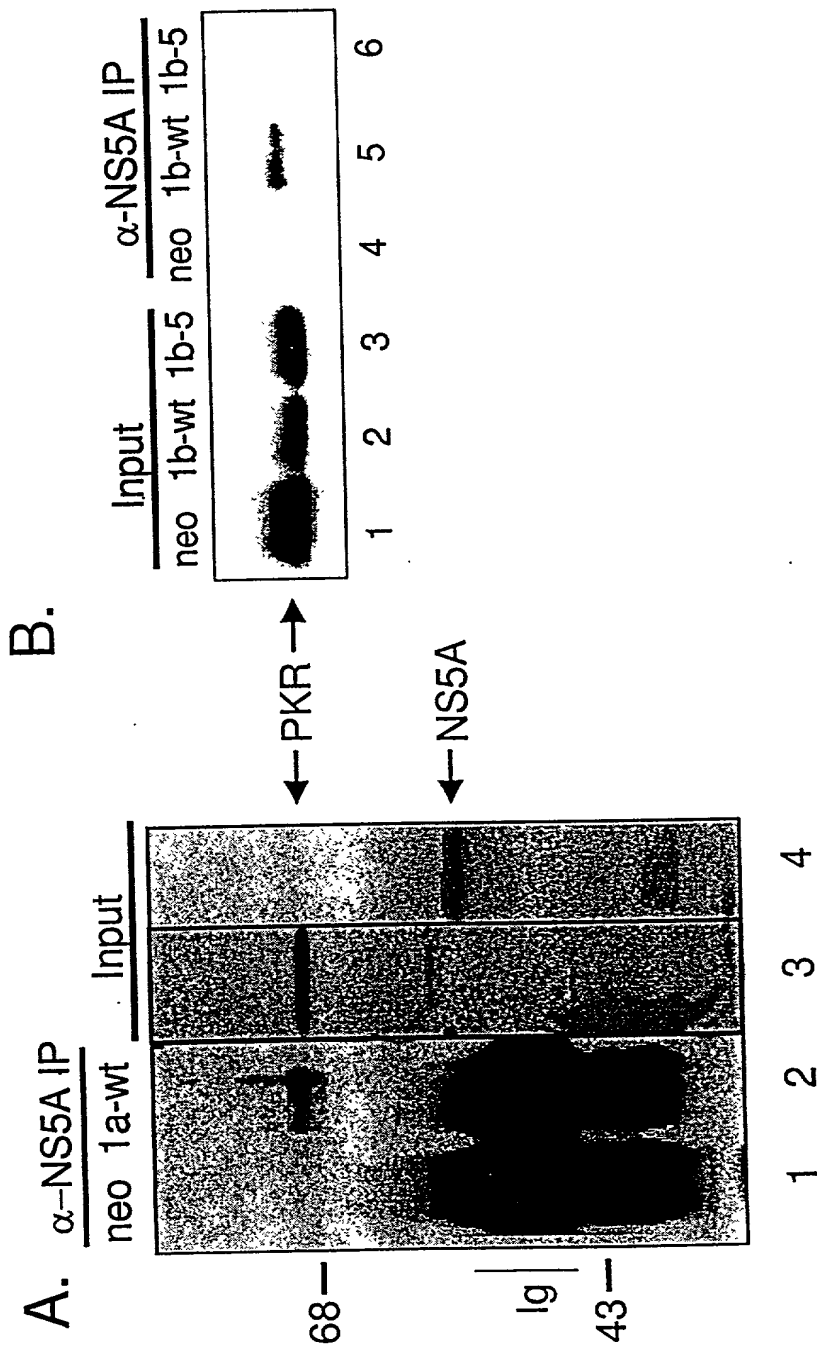 A.
α–NS5A IP
Input
neo 1a-wt
68
Ig
43
1 2 3 4
PKR
NS5A
B.
Input
α-NS5A IP
neo 1b-wt 1b-5 neo 1b-wt 1b-5
1 2 3 4 5 6